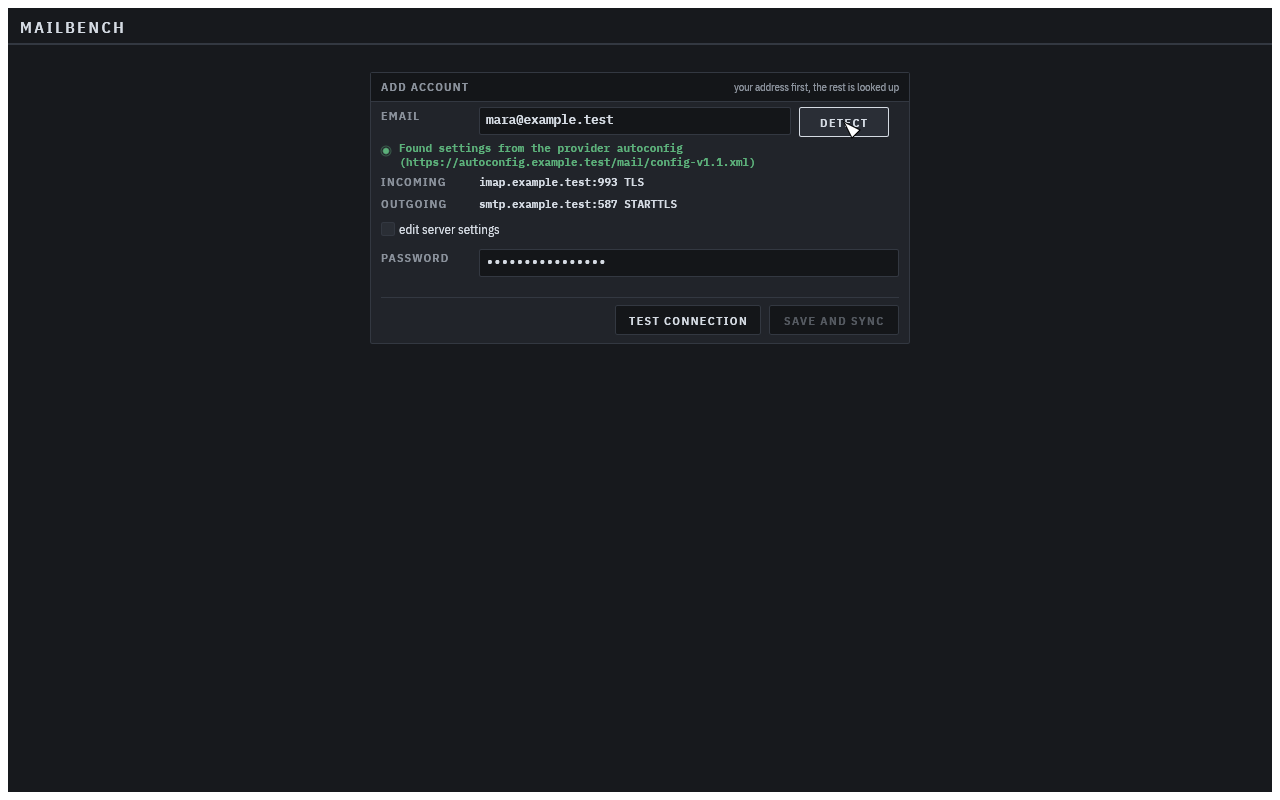 MAILBENCH
ADD ACCOUNT your address first, the rest is looked up
EMAIL mara@example.test DETECT
Found settings from the provider autoconfig
(https://autoconfig.example.test/mail/config-v1.1.xml)
INCOMING imap.example.test:993 TLS
OUTGOING smtp.example.test:587 STARTTLS
edit server settings
PASSWORD ••••••••••••••••
TEST CONNECTION SAVE AND SYNC